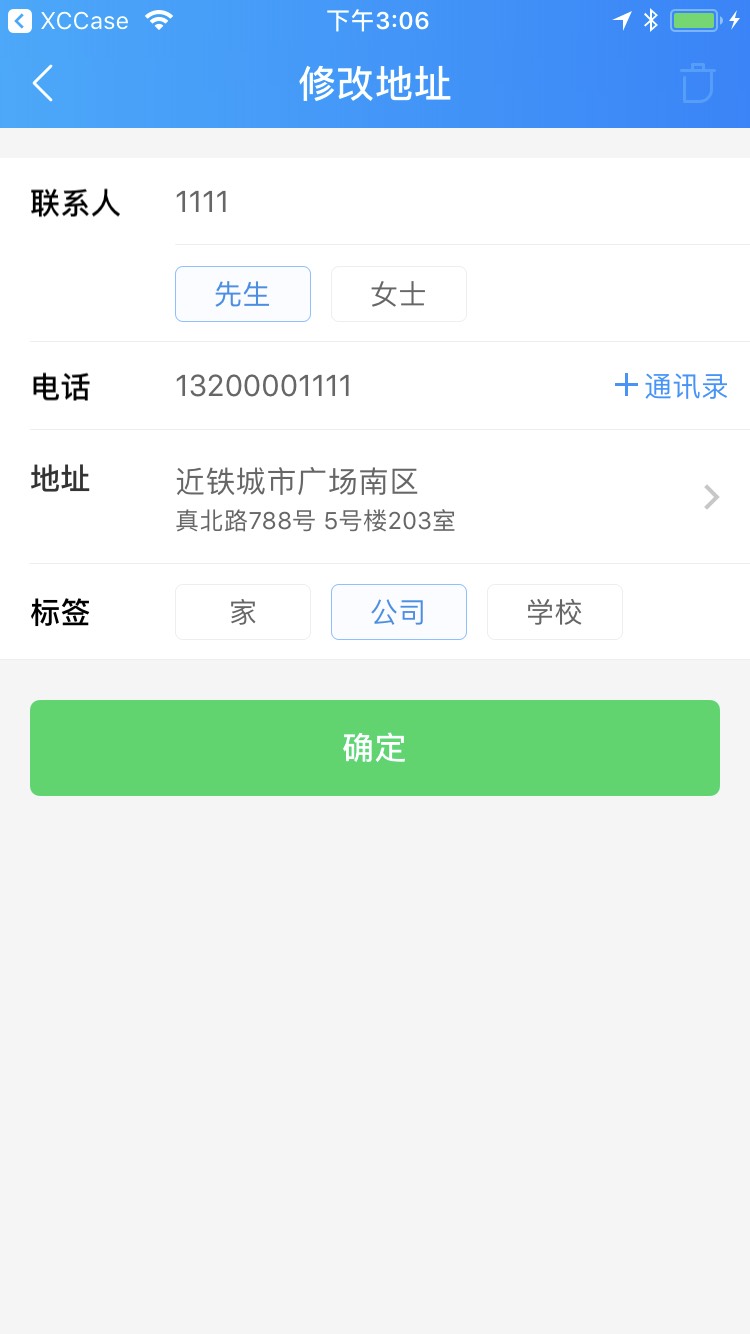 XCCase 下午3:06
修改地址
联系人 1111
先生 女士
电话 13200001111 +通讯录
地址 近铁城市广场南区
真北路788号 5号楼203室
标签 家 公司 学校
确定